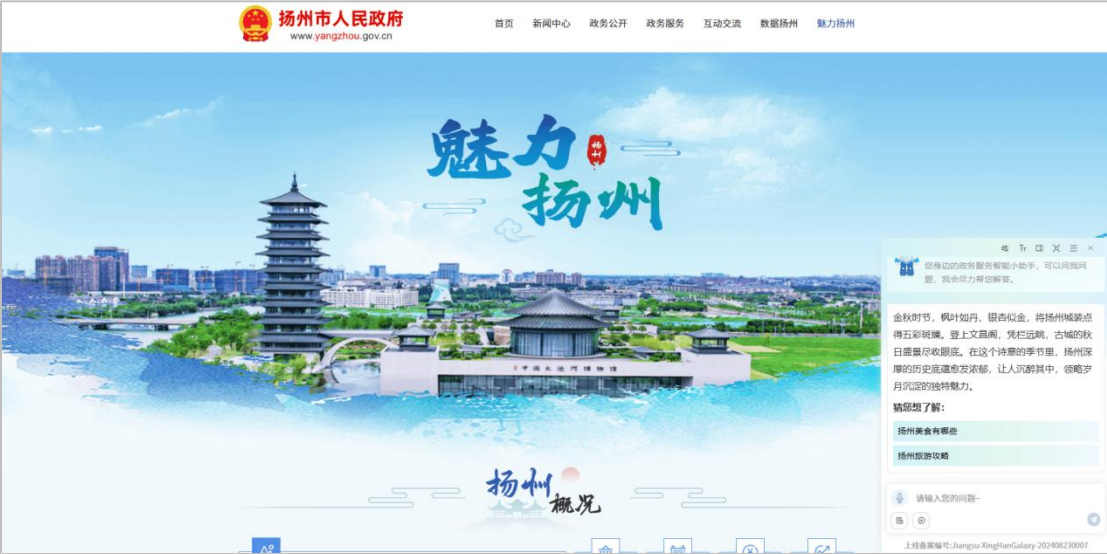 扬州市人民政府
www.yangzhou.gov.cn
首页 新闻中心 政务公开 政务服务 互动交流 数据扬州 魅力扬州
魅力
扬州
中国大运河博物馆
扬州
概况
您身边的政务服务智能小助手，可以问我问
题，我会尽力帮您解答。
金秋时节，枫叶如丹、银杏似金，将扬州城装点
得五彩斑斓。登上文昌阁，凭栏远眺，古城的秋
日盛景尽收眼底。在这个诗意的季节里，扬州深
厚的历史底蕴愈发浓郁，让人沉醉其中，领略岁
月沉淀的独特魅力。
猜您想了解：
扬州美食有哪些
扬州旅游攻略
请输入您的问题~
上线备案编号:Jiangsu-XingHanGalaxy-202408230007